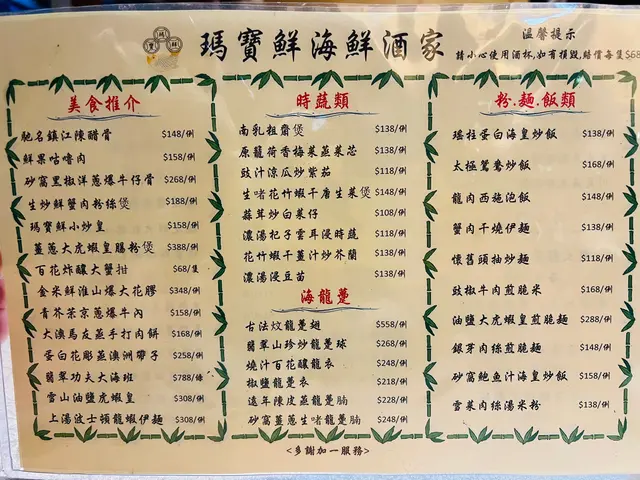 瑪寶鮮海鮮酒家
溫馨提示
請小心使用酒杯,如有損毀,賠償每隻$68
美食推介
馳名鎮江陳醋骨 $148/例
鮮果咕嚕肉 $158/例
砂窩黑椒洋蔥爆牛仔骨 $268/例
生炒鮮蟹肉粉絲煲 $188/例
瑪寶鮮小炒皇 $158/例
薑蔥大虎蝦皇腸粉煲 $388/例
百花炸釀大蟹拑 $68/隻
金米鮮淮山爆大花膠 $348/例
青芥茶京蔥爆牛肉 $158/例
大澳馬友蒸手打肉餅 $168/例
蛋白花彫蒸澳洲帶子 $258/例
翡翠功夫大海斑 $788/條
雪山油鹽虎蝦皇 $308/例
上湯波士頓龍蝦伊麵 $308/例
時蔬類
南乳粗齋煲 $138/例
原籠荷香梅菜蒸菜芯 $138/例
豉汁涼瓜炒紫茄 $118/例
生啫花竹蝦干唐生菜煲 $148/例
蒜茸炒白菜仔 $108/例
濃湯杞子雲耳浸時蔬 $118/例
花竹蝦干薑汁炒芥蘭 $138/例
濃湯浸豆苗 $138/例
海龍躉
古法炆龍躉翅 $558/例
翡翠山珍炒龍躉球 $268/例
燒汁百花釀龍衣 $248/例
椒鹽龍躉衣 $218/例
遠年陳皮蒸龍躉腩 $228/例
砂窩薑蔥生啫龍躉腩 $248/例
<多謝加一服務>
粉.麵.飯類
瑤柱蛋白海皇炒飯 $138/例
太極鴛鴦炒飯 $168/例
龍肉西施泡飯 $148/例
蟹肉干燒伊麵 $138/例
懷舊頭抽炒麵 $118/例
豉椒牛肉煎脆米 $168/例
油鹽大虎蝦皇煎脆麵 $288/例
銀芽肉絲煎脆麵 $148/例
砂窩鮑魚汁海皇炒飯 $158/例
雪菜肉絲湯米粉 $138/例